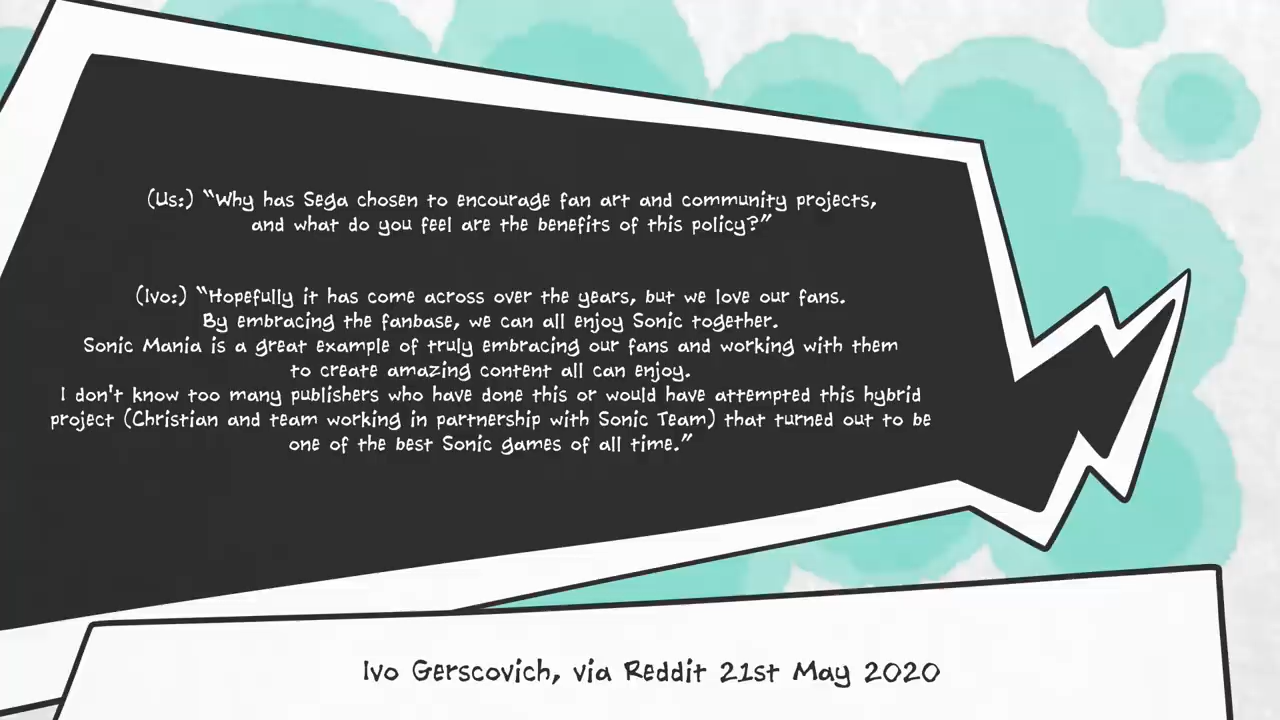 (Us:) “Why has Sega chosen to encourage fan art and community projects,
and what do you feel are the benefits of this policy?”
(Ivo:) “Hopefully it has come across over the years, but we love our fans.
By embracing the fanbase, we can all enjoy Sonic together.
Sonic Mania is a great example of truly embracing our fans and working with them
to create amazing content all can enjoy.
I don't know too many publishers who have done this or would have attempted this hybrid
project (Christian and team working in partnership with Sonic Team) that turned out to be
one of the best Sonic games of all time.”
Ivo Gerscovich, via Reddit 21st May 2020